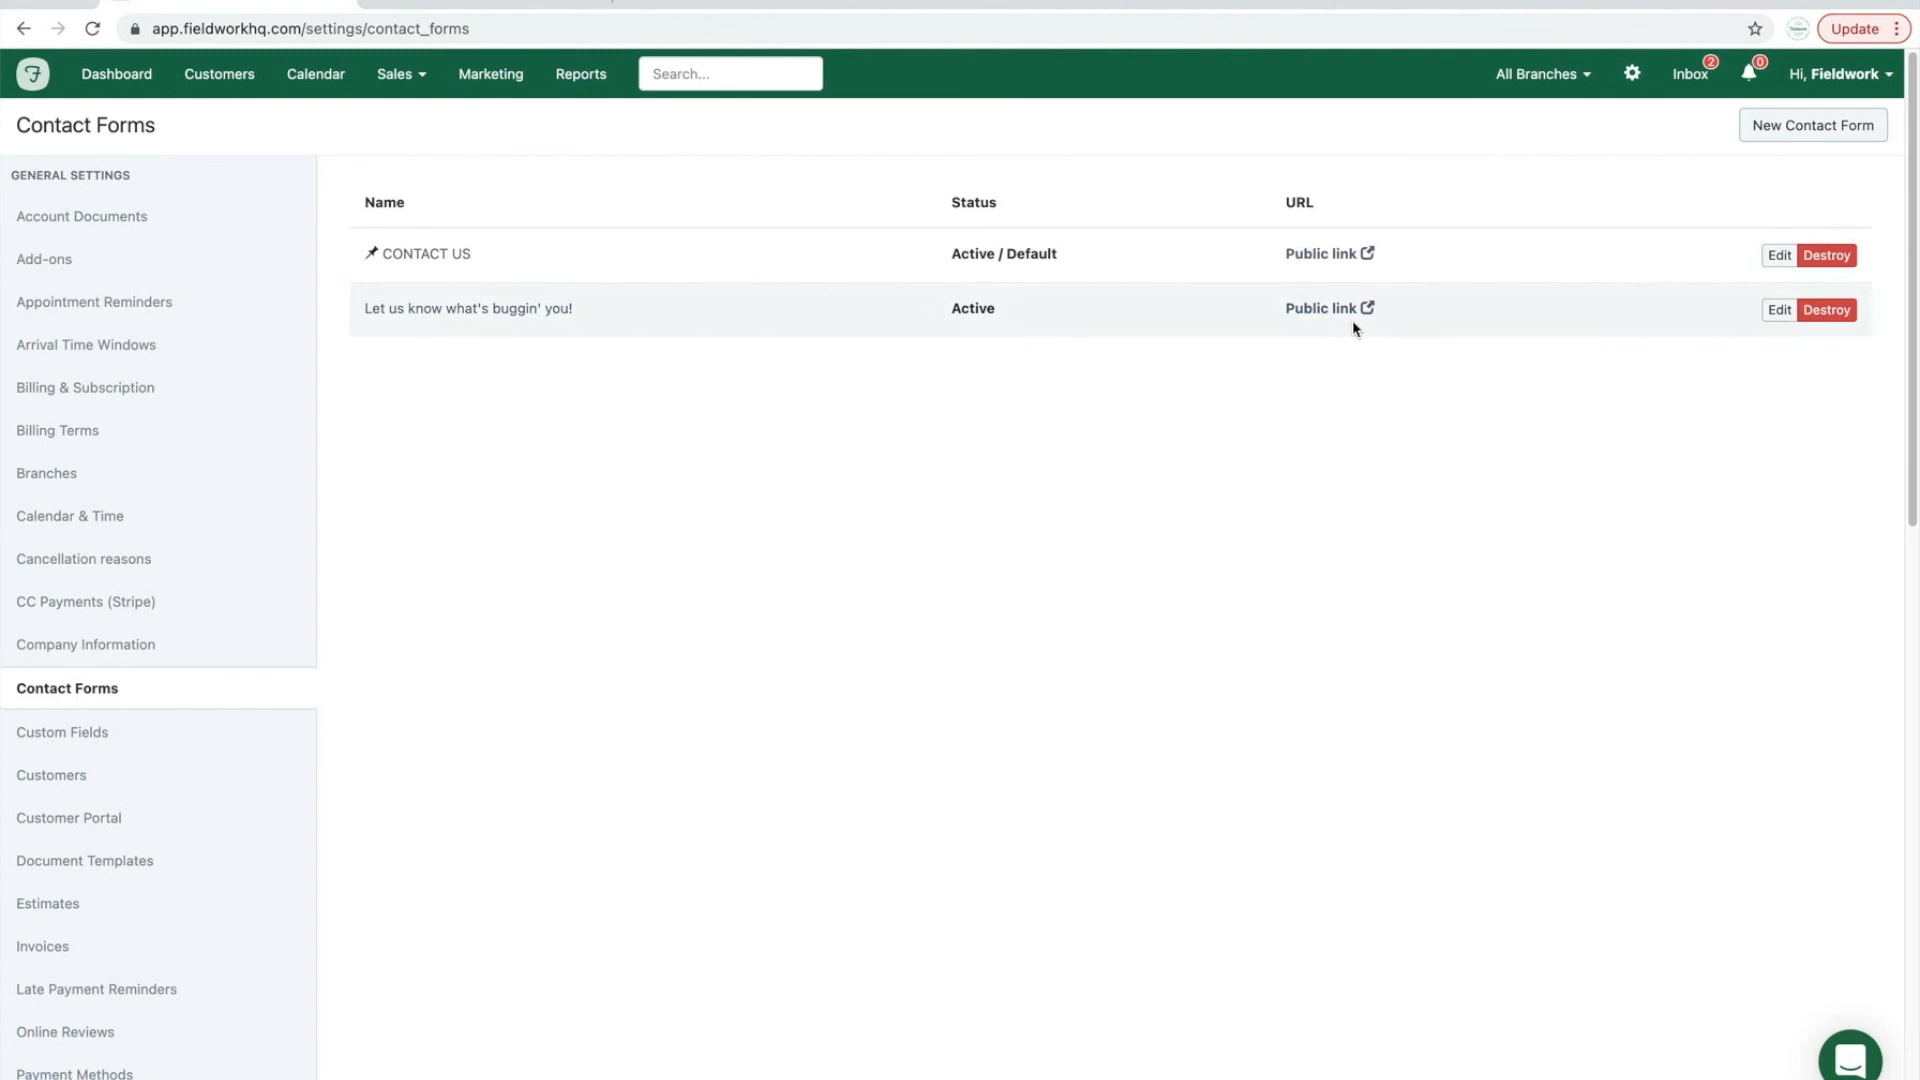 app.fieldworkhq.com/settings/contact_forms
Update
Dashboard Customers Calendar Sales Marketing Reports Search... All Branches Inbox 2 0 Hi, Fieldwork
Contact Forms New Contact Form
GENERAL SETTINGS
Account Documents
Add-ons
Appointment Reminders
Arrival Time Windows
Billing & Subscription
Billing Terms
Branches
Calendar & Time
Cancellation reasons
CC Payments (Stripe)
Company Information
Contact Forms
Custom Fields
Customers
Customer Portal
Document Templates
Estimates
Invoices
Late Payment Reminders
Online Reviews
Payment Methods
Name Status URL
CONTACT US Active / Default Public link Edit Destroy
Let us know what's buggin' you! Active Public link Edit Destroy